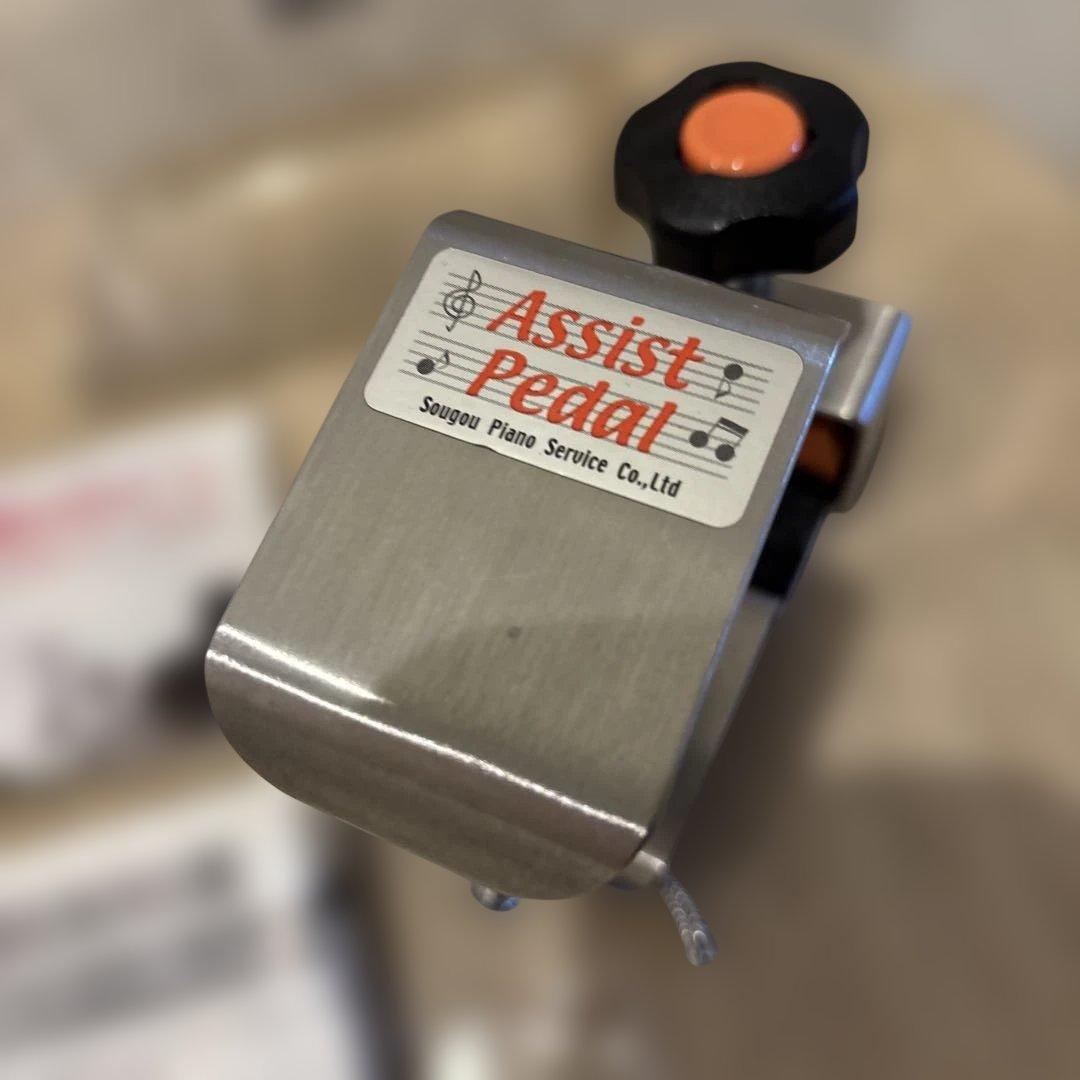 Assist
Pedal
Sougou Piano Service Co.,Ltd